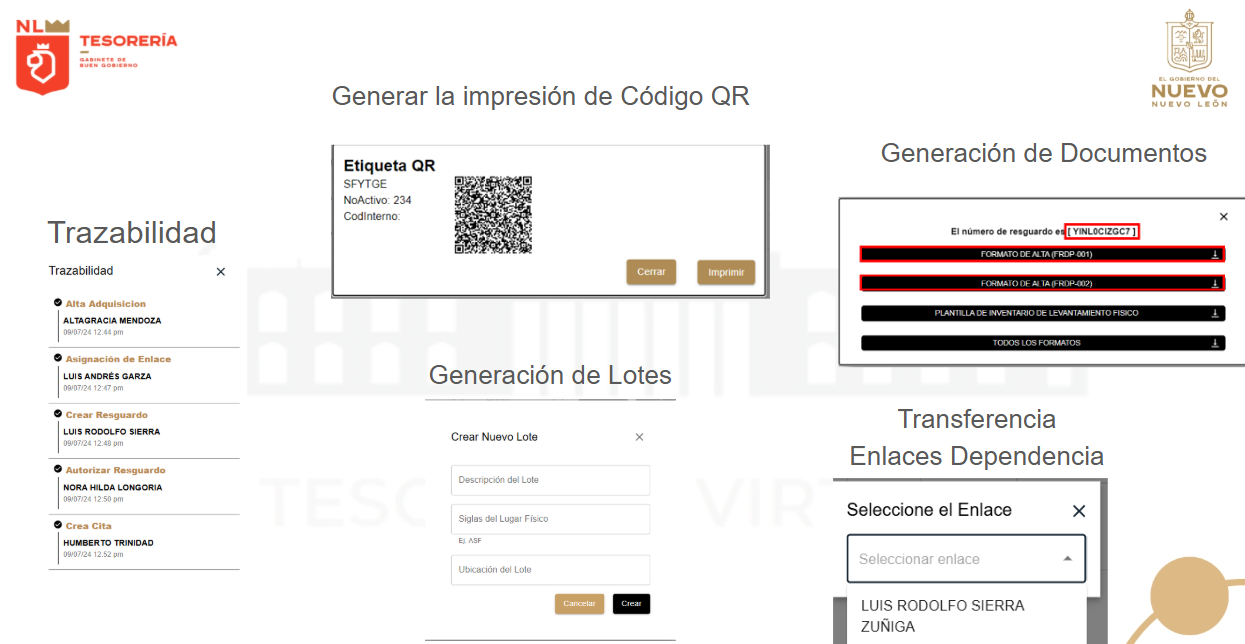 NL
TESORERÍA
GABINETE DE
BUEN GOBIERNO
EL GOBIERNO DEL
NUEVO
NUEVO LEÓN
Generar la impresión de Código QR
Etiqueta QR
SFYTGE
NoActivo: 234
CodInterno:
Cerrar
Imprimir
Generación de Documentos
El número de resguardo es [ YINL0CIZGC7 ]
FORMATO DE ALTA (FRDP-001)
FORMATO DE ALTA (FRDP-002)
PLANTILLA DE INVENTARIO DE LEVANTAMIENTO FISICO
TODOS LOS FORMATOS
Trazabilidad
Trazabilidad
Alta Adquisicion
ALTAGRACIA MENDOZA
09/07/24 12:44 pm
Asignación de Enlace
LUIS ANDRÉS GARZA
09/07/24 12:47 pm
Crear Resguardo
LUIS RODOLFO SIERRA
09/07/24 12:48 pm
Autorizar Resguardo
NORA HILDA LONGORIA
09/07/24 12:50 pm
Crea Cita
HUMBERTO TRINIDAD
09/07/24 12:52 pm
Generación de Lotes
Crear Nuevo Lote
Descripción del Lote
Siglas del Lugar Físico
Ej. ASF
Ubicación del Lote
Cancelar
Crear
Transferencia
Enlaces Dependencia
Seleccione el Enlace
Seleccionar enlace
LUIS RODOLFO SIERRA
ZUÑIGA
TESO
VIRT